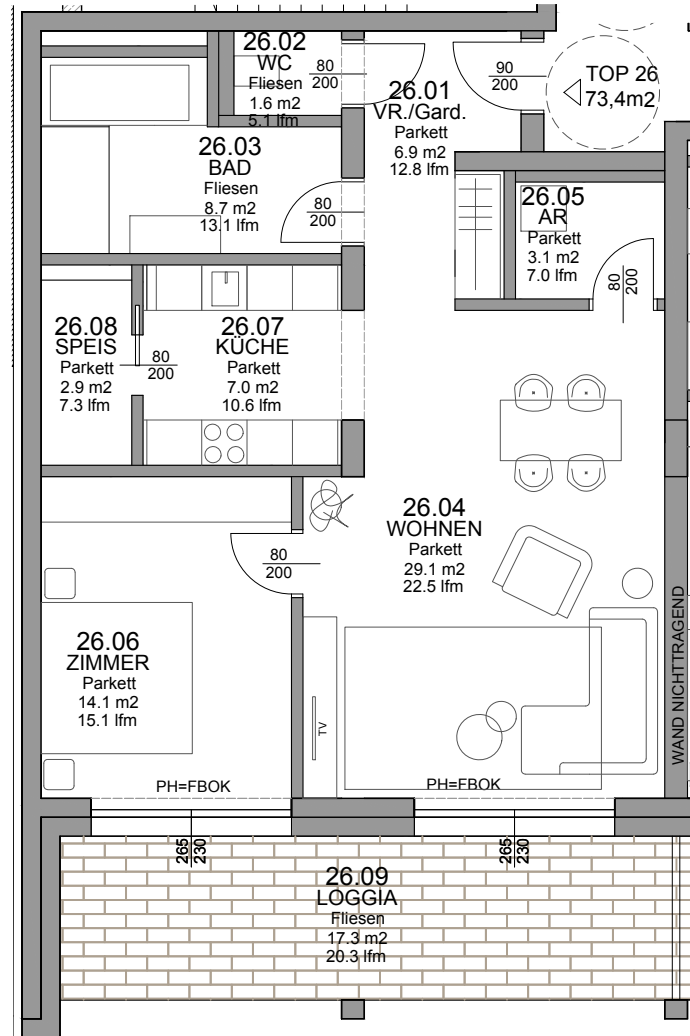 26.02
WC
Fliesen
1.6 m2
5.1 lfm
80
200
26.01
VR./Gard.
Parkett
6.9 m2
12.8 lfm
90
200
TOP 26
73,4m2
26.03
BAD
Fliesen
8.7 m2
13.1 lfm
80
200
26.05
AR
Parkett
3.1 m2
7.0 lfm
80
200
26.08
SPEIS
Parkett
2.9 m2
7.3 lfm
80
200
26.07
KÜCHE
Parkett
7.0 m2
10.6 lfm
26.04
WOHNEN
Parkett
29.1 m2
22.5 lfm
80
200
26.06
ZIMMER
Parkett
14.1 m2
15.1 lfm
TV
WAND NICHTTRAGEND
PH=FBOK
PH=FBOK
265
230
265
230
26.09
LOGGIA
Fliesen
17.3 m2
20.3 lfm